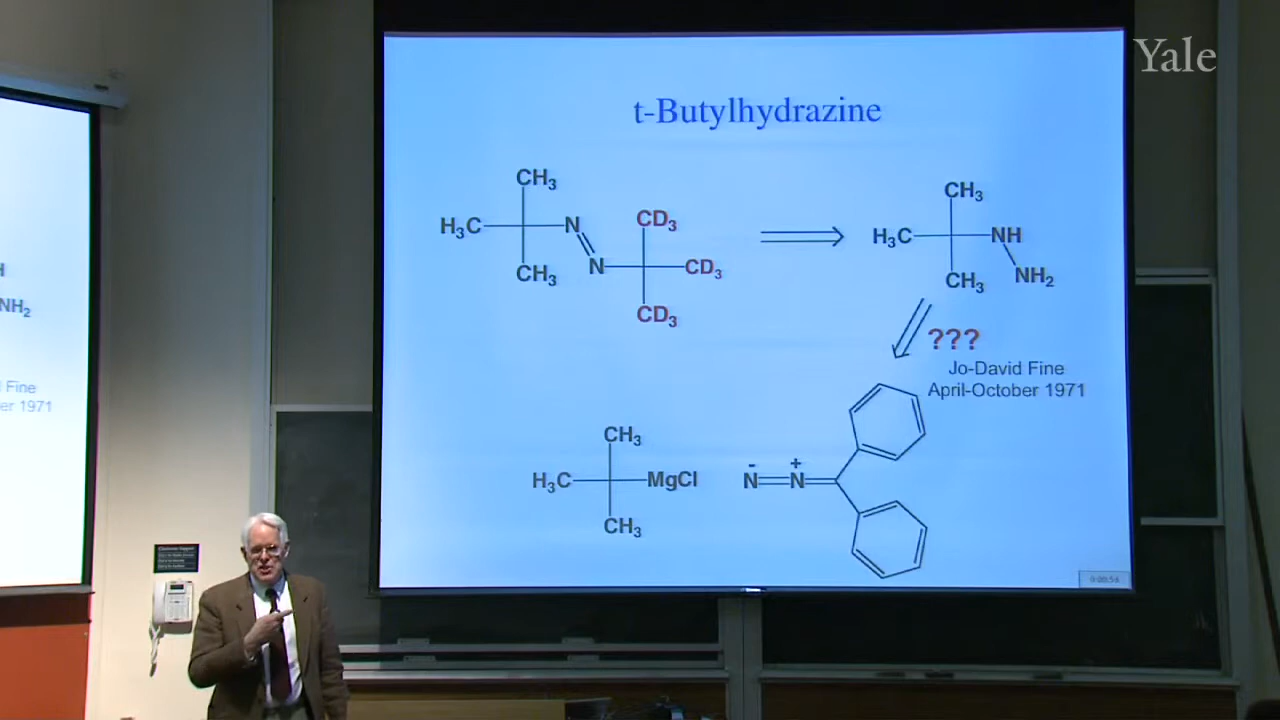 Yale
t-Butylhydrazine
CH3
H3C
N
N
CH3
CD3
CD3
CD3
CH3
H3C
NH
NH2
CH3
???
Jo-David Fine
April-October 1971
CH3
H3C
MgCl
CH3
-
+
N
N
H
NH2
Fine
er 1971